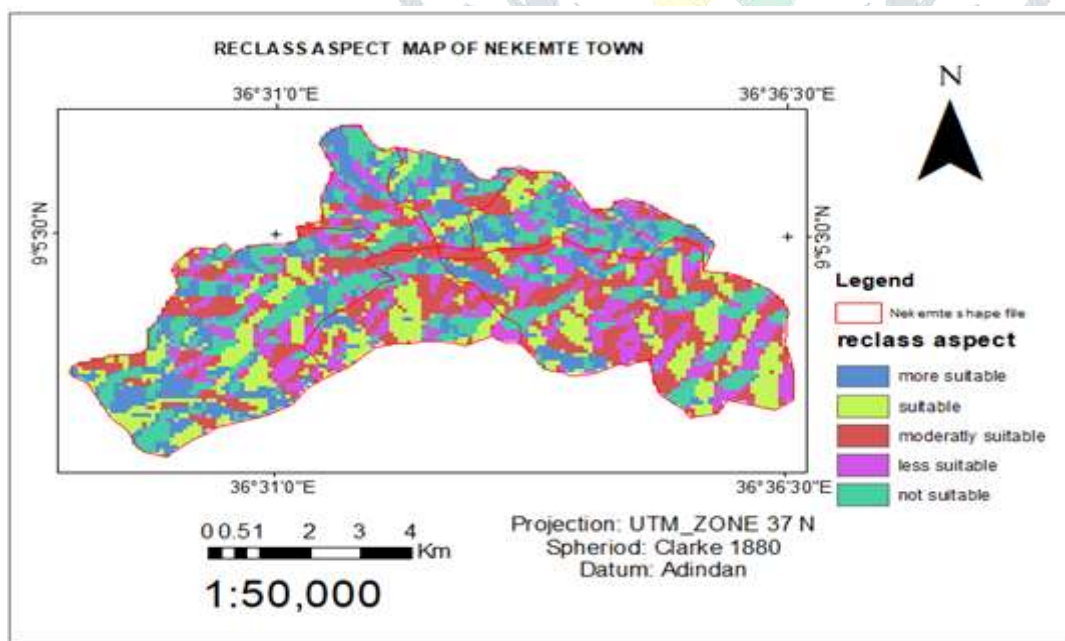 RECLASS ASPECT MAP OF NEKEMTE TOWN
N
36°31'0"E
36°36'30"E
9°5'30"N
9°5'30"N
Legend
Nekemte shape file
reclass aspect
more suitable
suitable
moderatly suitable
less suitable
not suitable
36°31'0"E
36°36'30"E
0 0.5 1 2 3 4
Km
1:50,000
Projection: UTM_ZONE 37 N
Spheriod: Clarke 1880
Datum: Adindan